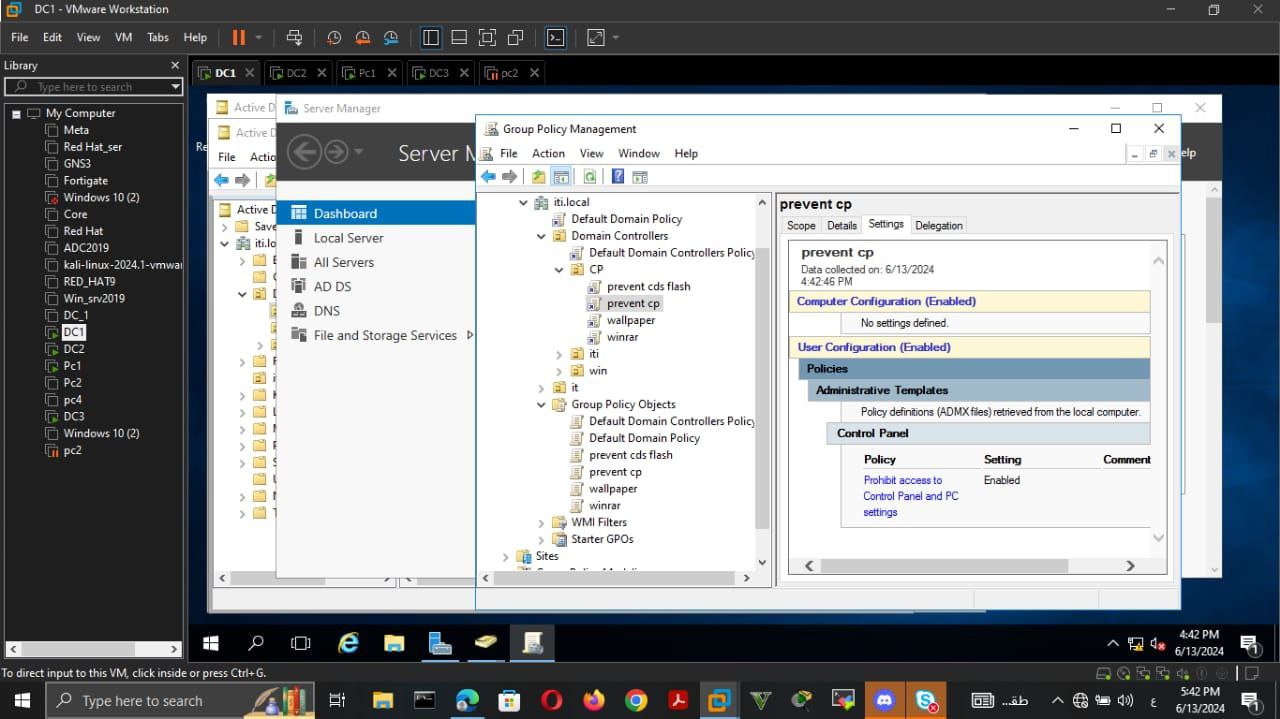 DC1 - VMware Workstation
File Edit View VM Tabs Help
Library
Type here to search
My Computer
Meta
Red Hat_ser
GNS3
Fortigate
Windows 10 (2)
Core
Red Hat
ADC2019
kali-linux-2024.1-vmwar
RED_HAT9
Win_srv2019
DC_1
DC1
DC2
Pc1
Pc2
pc4
DC3
Windows 10 (2)
pc2
DC1 DC2 Pc1 DC3 pc2
Re
Active D
Active D
File Actio
Active D
Save
iti.lo
Server Manager
Server M
elp
Dashboard
Local Server
All Servers
AD DS
DNS
File and Storage Services
Group Policy Management
File Action View Window Help
iti.local
Default Domain Policy
Domain Controllers
Default Domain Controllers Policy
CP
prevent cds flash
prevent cp
wallpaper
winrar
iti
win
it
Group Policy Objects
Default Domain Controllers Policy
Default Domain Policy
prevent cds flash
prevent cp
wallpaper
winrar
WMI Filters
Starter GPOs
Sites
prevent cp
Scope Details Settings Delegation
prevent cp
Data collected on: 6/13/2024
4:42:46 PM
Computer Configuration (Enabled)
No settings defined.
User Configuration (Enabled)
Policies
Administrative Templates
Policy definitions (ADMX files) retrieved from the local computer.
Control Panel
Policy Setting Comment
Prohibit access to Enabled
Control Panel and PC
settings
4:42 PM
6/13/2024
1
To direct input to this VM, click inside or press Ctrl+G.
Type here to search
طقـ...
ع
5:42 PM
6/13/2024
1